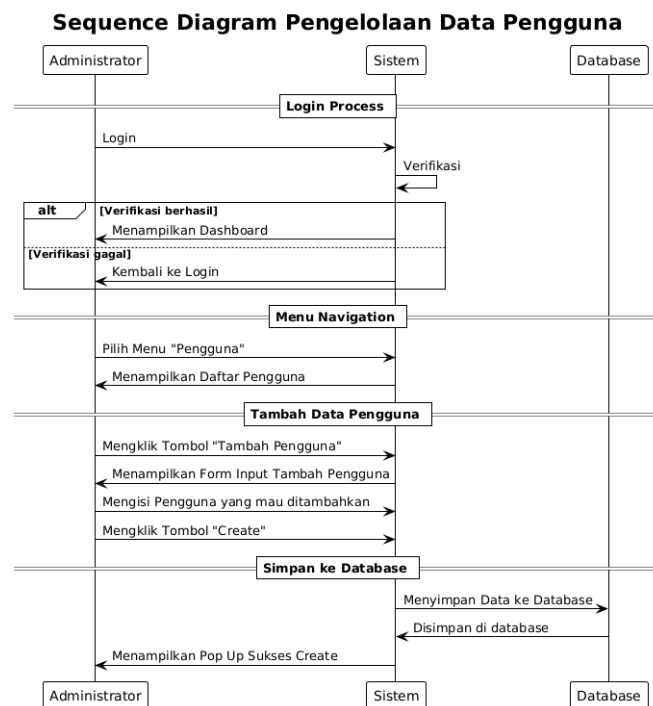 Sequence Diagram Pengelolaan Data Pengguna
Administrator
Sistem
Database
Login Process
Login
Verifikasi
alt
[Verifikasi berhasil]
Menampilkan Dashboard
[Verifikasi gagal]
Kembali ke Login
Menu Navigation
Pilih Menu "Pengguna"
Menampilkan Daftar Pengguna
Tambah Data Pengguna
Mengklik Tombol "Tambah Pengguna"
Menampilkan Form Input Tambah Pengguna
Mengisi Pengguna yang mau ditambahkan
Mengklik Tombol "Create"
Simpan ke Database
Menyimpan Data ke Database
Disimpan di database
Menampilkan Pop Up Sukses Create
Administrator
Sistem
Database